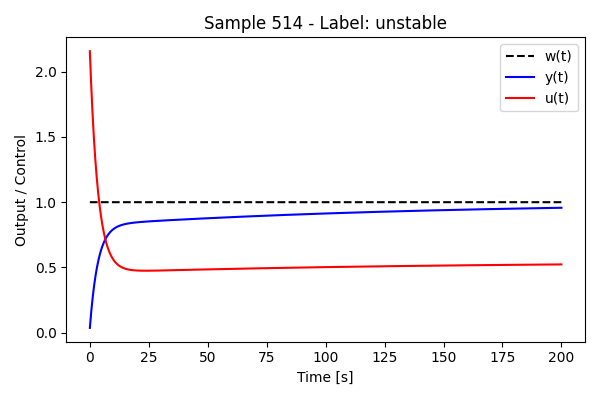 Sample 514 - Label: unstable
w(t)
y(t)
u(t)
Output / Control
2.0
1.5
1.0
0.5
0.0
0 25 50 75 100 125 150 175 200
Time [s]